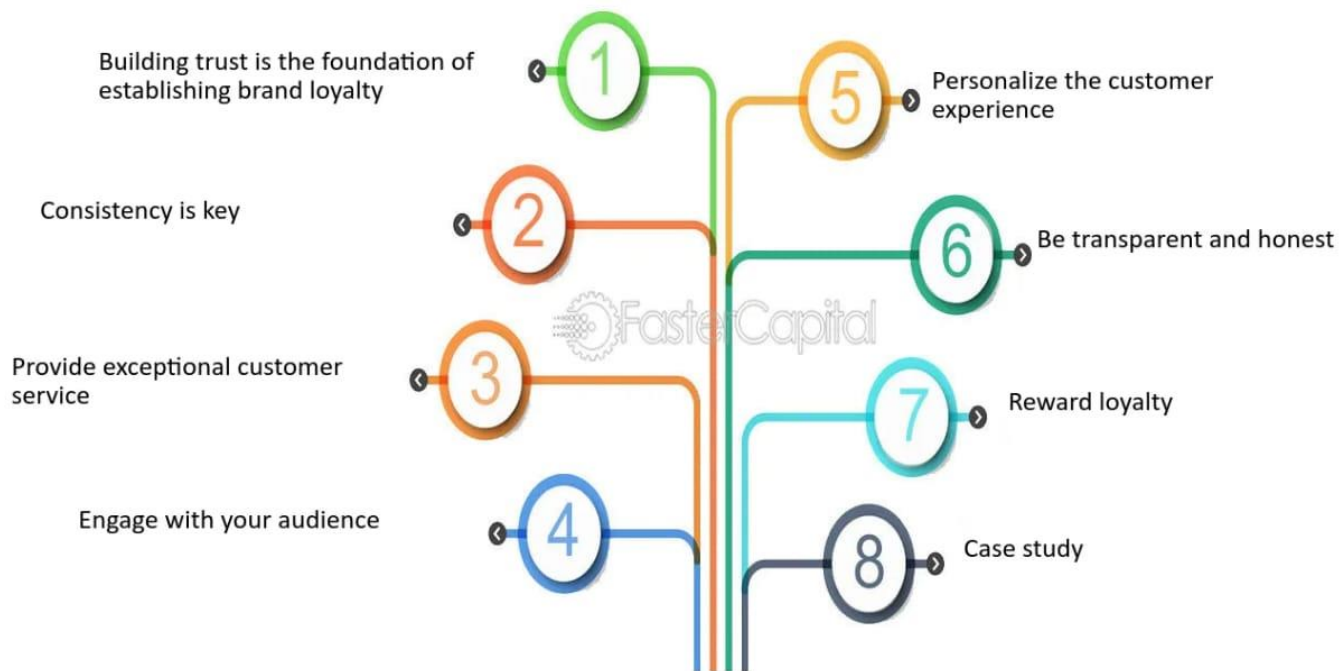 1
Building trust is the foundation of
establishing brand loyalty
2
Consistency is key
3
Provide exceptional customer
service
4
Engage with your audience
5
Personalize the customer
experience
6
Be transparent and honest
7
Reward loyalty
8
Case study
FasterCapital